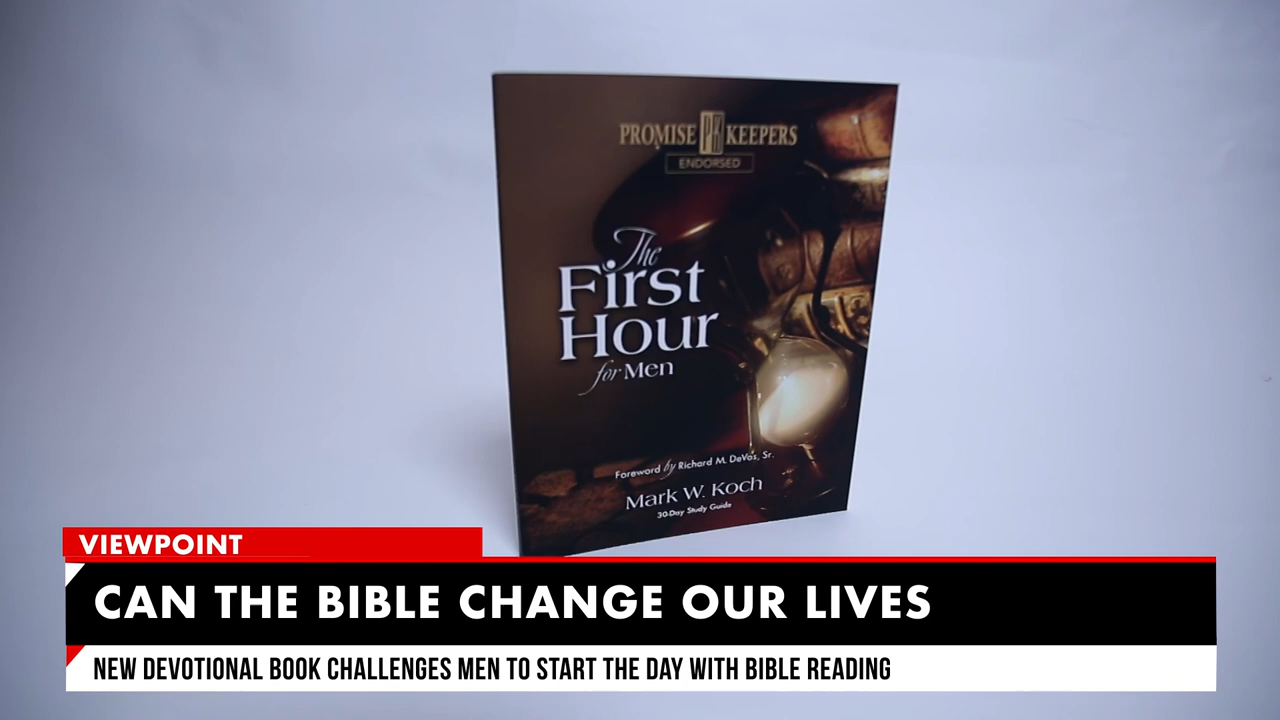 PROMISE PK KEEPERS
ENDORSED
The
First
Hour
for Men
Foreword by Richard M. DeVos, Sr.
Mark W. Koch
30-Day Study Guide
VIEWPOINT
CAN THE BIBLE CHANGE OUR LIVES
NEW DEVOTIONAL BOOK CHALLENGES MEN TO START THE DAY WITH BIBLE READING